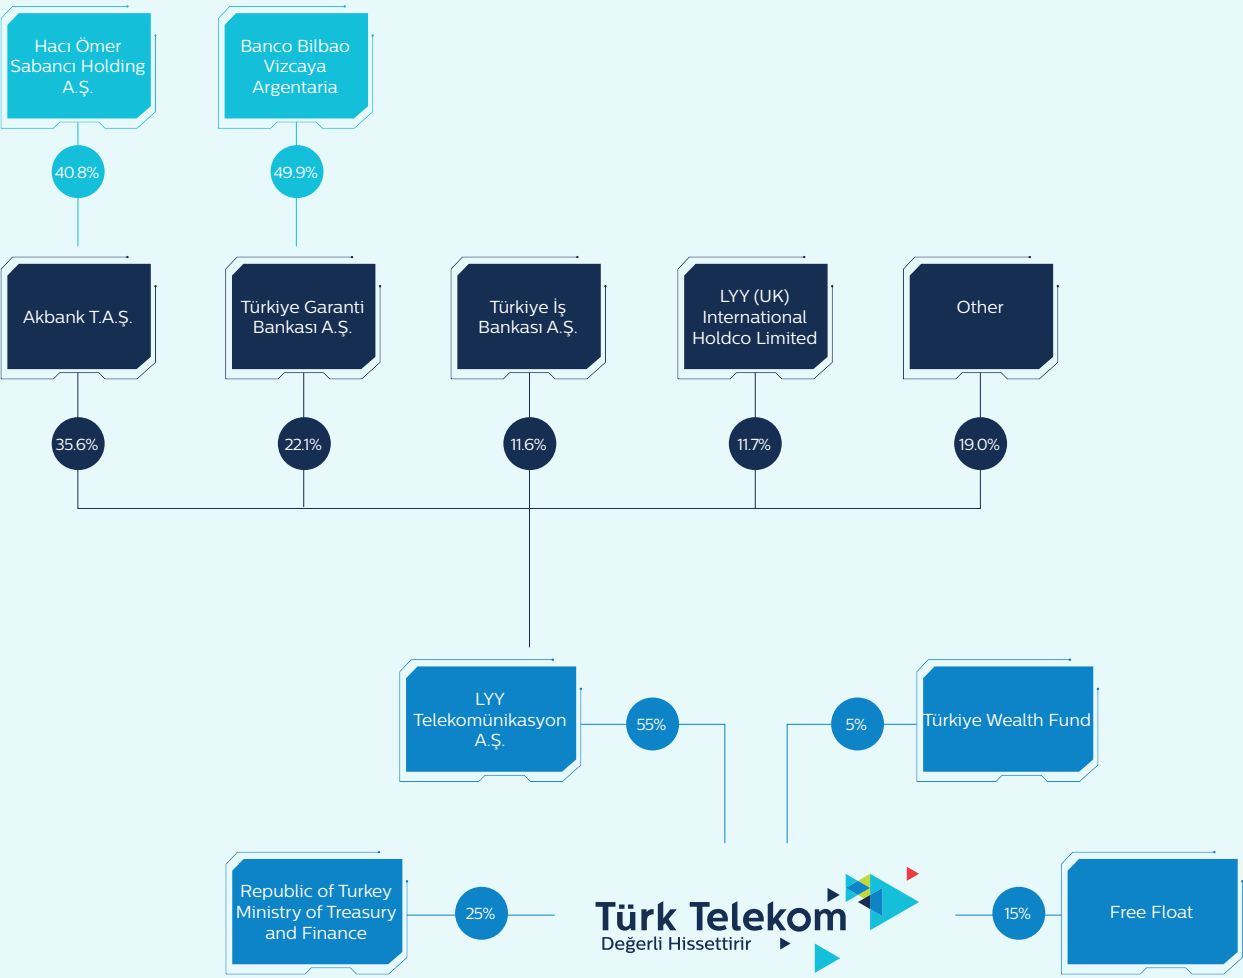 Hacı Ömer
Sabancı Holding
A.Ş.
Banco Bilbao
Vizcaya
Argentaria
40.8%
49.9%
Akbank T.A.Ş.
Türkiye Garanti
Bankası A.Ş.
Türkiye İş
Bankası A.Ş.
LYY (UK)
International
Holdco Limited
Other
35.6%
22.1%
11.6%
11.7%
19.0%
LYY
Telekomünikasyon
A.Ş.
55%
5%
Türkiye Wealth Fund
Republic of Turkey
Ministry of Treasury
and Finance
25%
Türk Telekom
Değerli Hissettirir
15%
Free Float